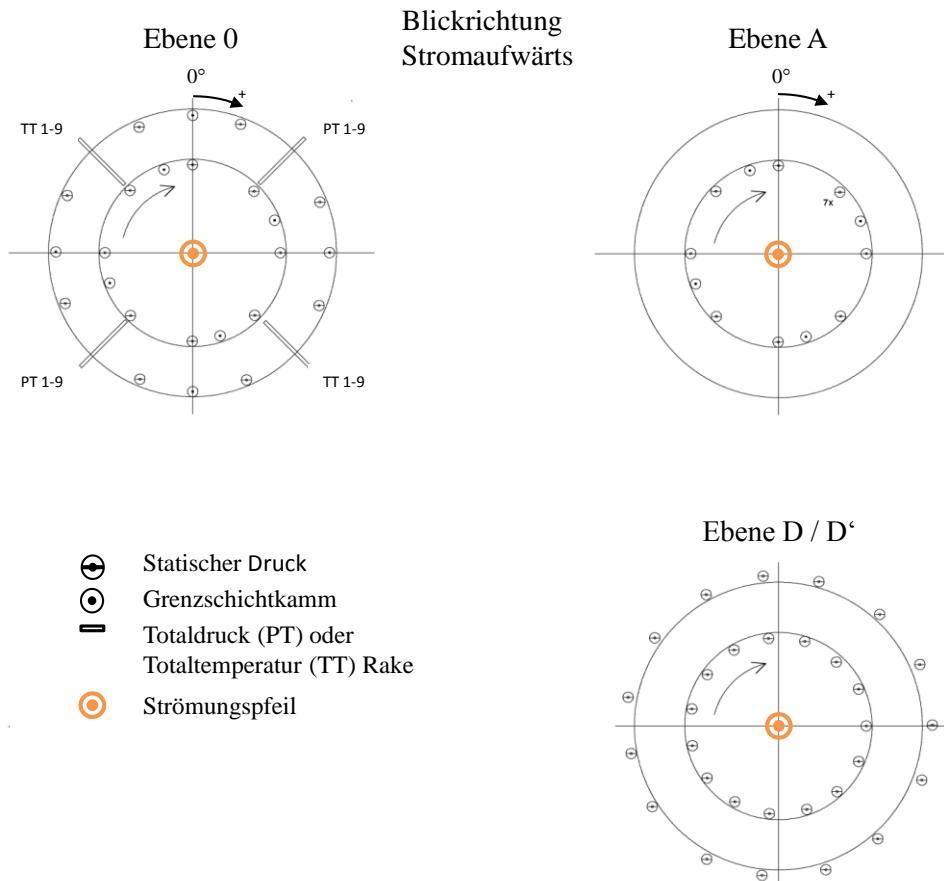 Blickrichtung
Stromaufwärts
Ebene 0
0°
+
TT 1-9
PT 1-9
PT 1-9
TT 1-9
Ebene A
0°
+
7x
Statischer Druck
Grenzschichtkamm
Totaldruck (PT) oder
Totaltemperatur (TT) Rake
Strömungspfeil
Ebene D / D‘